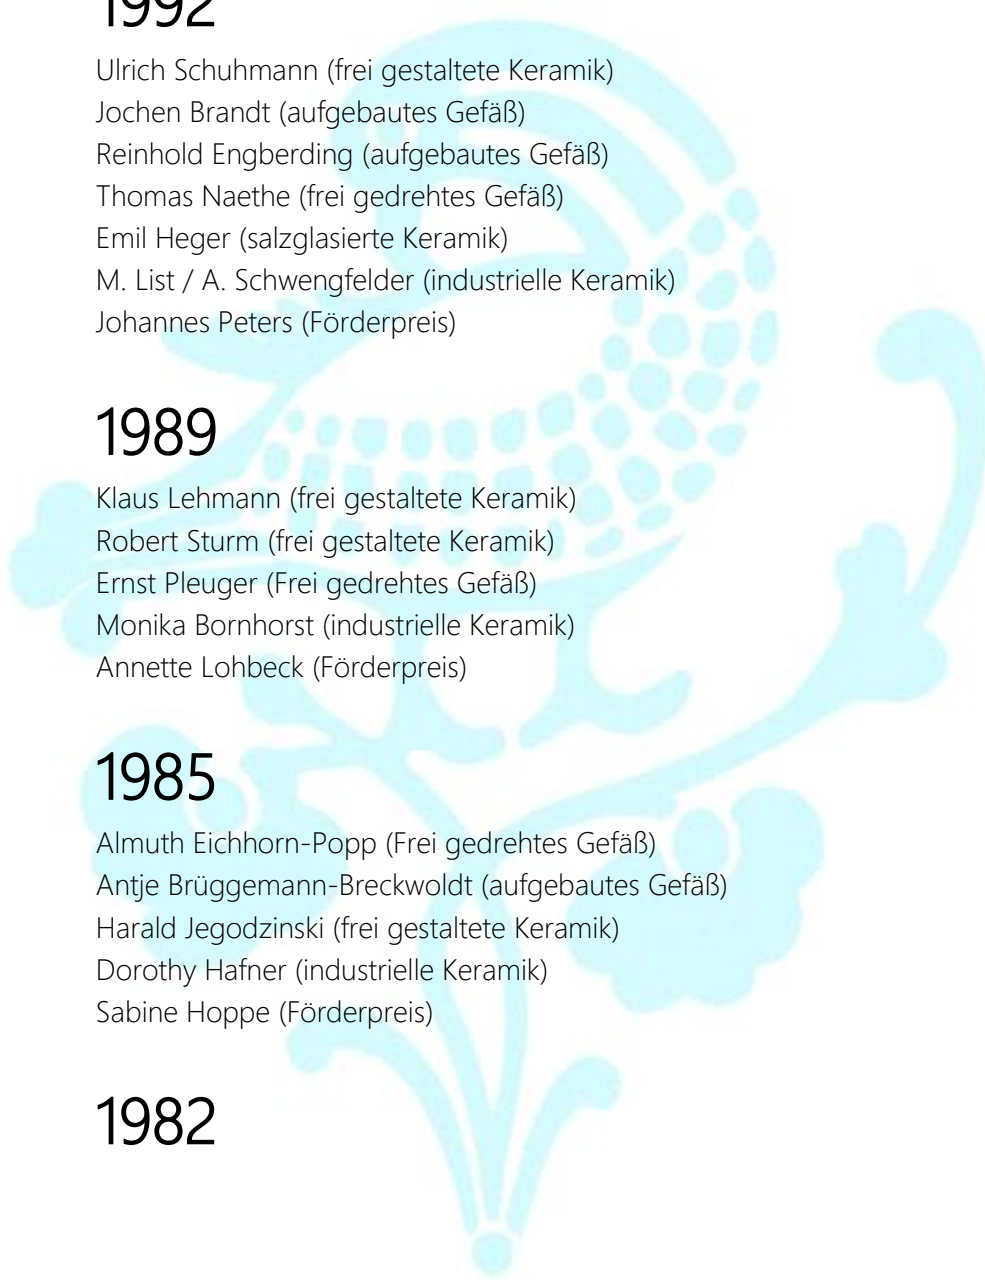 1992
Ulrich Schuhmann (frei gestaltete Keramik)
Jochen Brandt (aufgebautes Gefäß)
Reinhold Engberding (aufgebautes Gefäß)
Thomas Naethe (frei gedrehtes Gefäß)
Emil Heger (salzglasierte Keramik)
M. List / A. Schwengfelder (industrielle Keramik)
Johannes Peters (Förderpreis)
1989
Klaus Lehmann (frei gestaltete Keramik)
Robert Sturm (frei gestaltete Keramik)
Ernst Pleuger (Frei gedrehtes Gefäß)
Monika Bornhorst (industrielle Keramik)
Annette Lohbeck (Förderpreis)
1985
Almuth Eichhorn-Popp (Frei gedrehtes Gefäß)
Antje Brüggemann-Breckwoldt (aufgebautes Gefäß)
Harald Jegodzinski (frei gestaltete Keramik)
Dorothy Hafner (industrielle Keramik)
Sabine Hoppe (Förderpreis)
1982